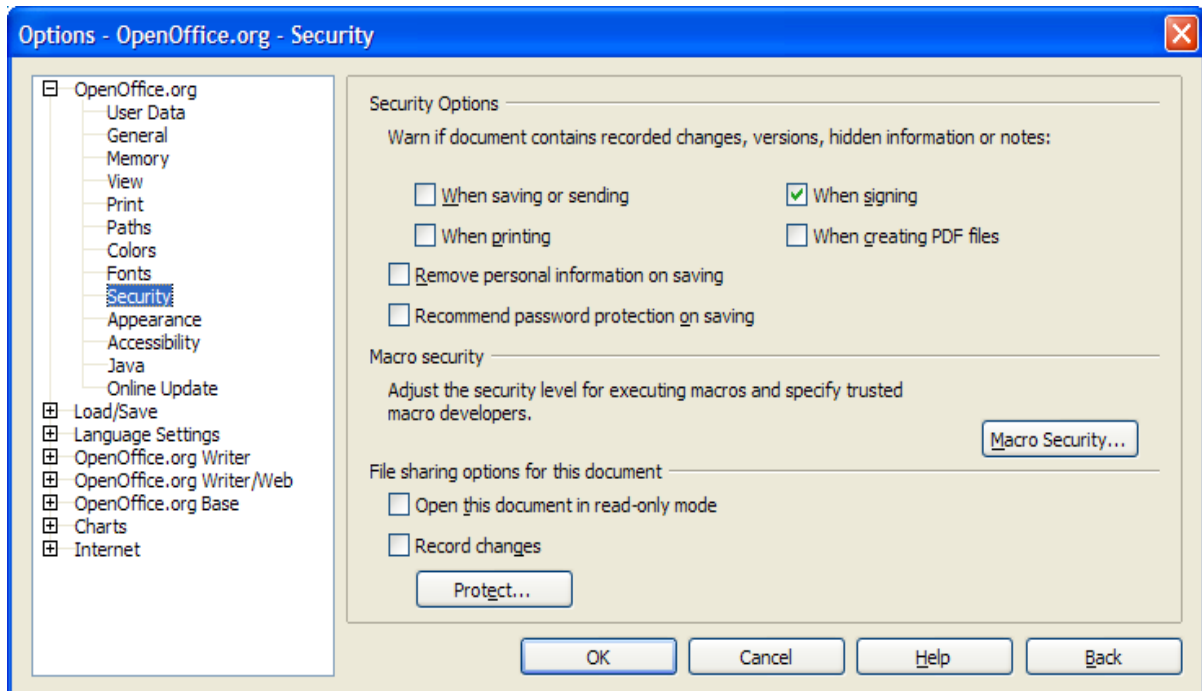 Options - OpenOffice.org - Security
OpenOffice.org
User Data
General
Memory
View
Print
Paths
Colors
Fonts
Security
Appearance
Accessibility
Java
Online Update
Load/Save
Language Settings
OpenOffice.org Writer
OpenOffice.org Writer/Web
OpenOffice.org Base
Charts
Internet
Security Options
Warn if document contains recorded changes, versions, hidden information or notes:
When saving or sending
When signing
When printing
When creating PDF files
Remove personal information on saving
Recommend password protection on saving
Macro security
Adjust the security level for executing macros and specify trusted
macro developers.
Macro Security...
File sharing options for this document
Open this document in read-only mode
Record changes
Protect...
OK
Cancel
Help
Back